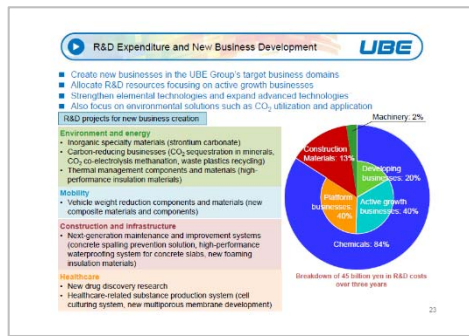 R&D Expenditure and New Business Development
UBE
■ Create new businesses in the UBE Group's target business domains
■ Allocate R&D resources focusing on active growth businesses
■ Strengthen elemental technologies and expand advanced technologies
■ Also focus on environmental solutions such as CO2 utilization and application
R&D projects for new business creation
Environment and energy
• Inorganic specialty materials (strontium carbonate)
• Carbon-reducing businesses (CO2 sequestration in minerals,
CO2 co-electrolysis methanation, waste plastics recycling)
• Thermal management components and materials (high-
performance insulation materials)
Mobility
• Vehicle weight reduction components and materials (new
composite materials and components)
Construction and infrastructure
• Next-generation maintenance and improvement systems
(concrete spalling prevention solution, high-performance
waterproofing system for concrete slabs, new foaming
insulation materials)
Healthcare
• New drug discovery research
• Healthcare-related substance production system (cell
culturing system, new multiporous membrane development)
Machinery: 2%
Construction
Materials: 13%
Developing
businesses: 20%
Platform
businesses:
40%
Active growth
businesses: 40%
Chemicals: 84%
Breakdown of 45 billion yen in R&D costs
over three years
23